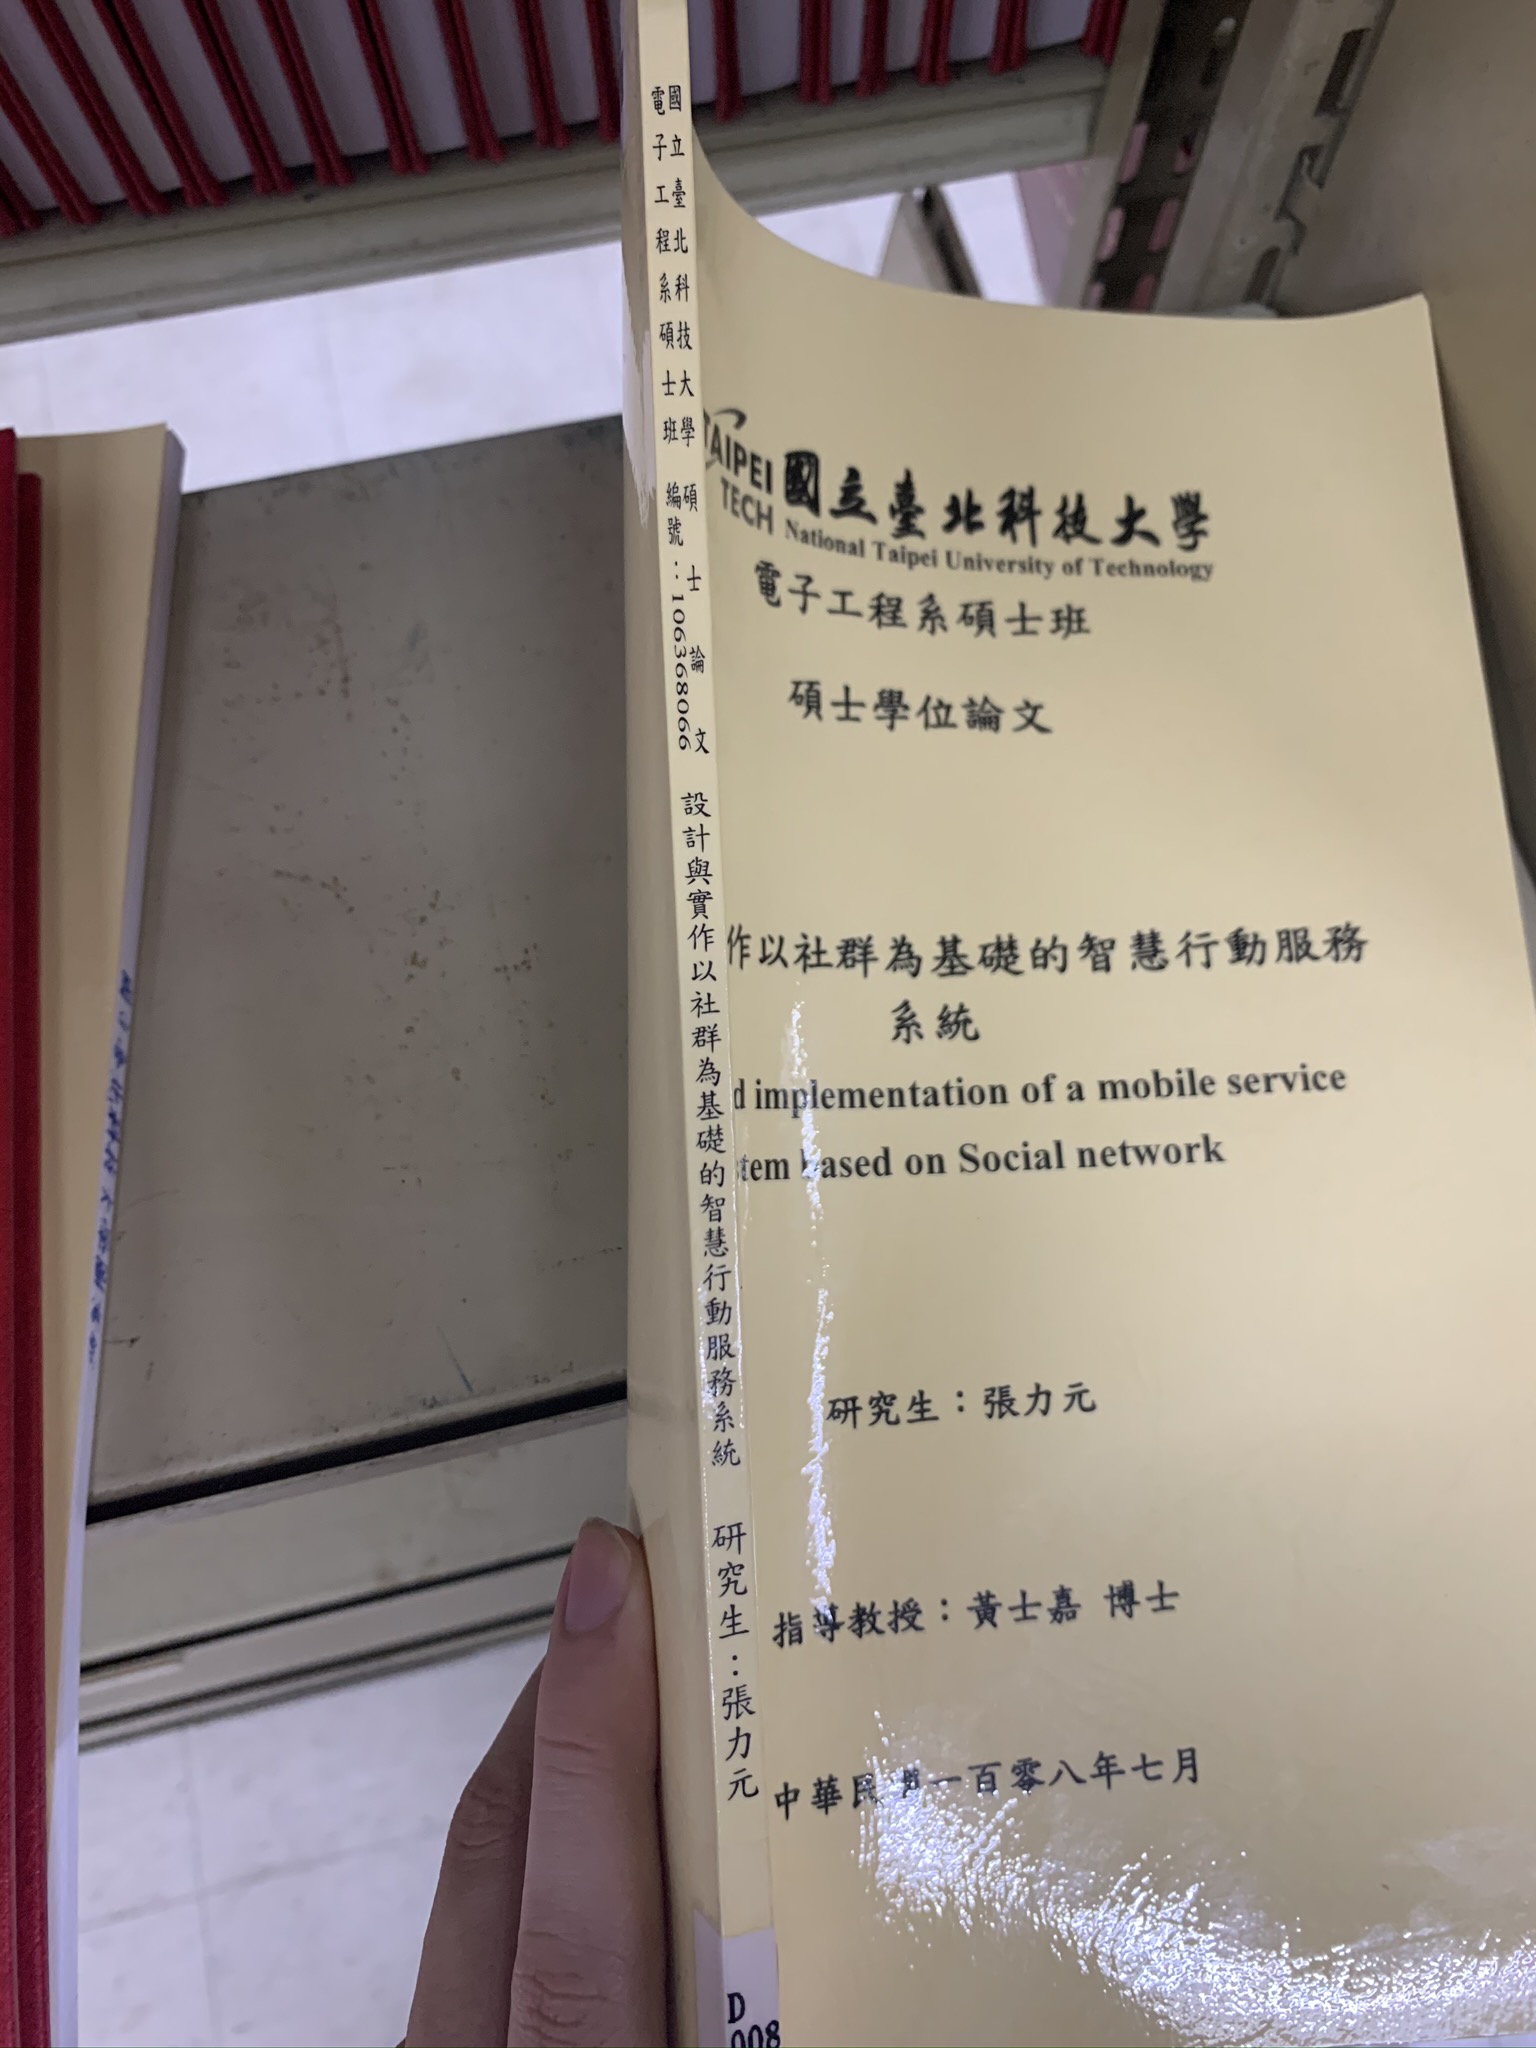 國立臺北科技大學
電子工程系碩士班
碩士論文
編號：106368066
設計與實作以社群為基礎的智慧行動服務系統
研究生：張力元
D
008
TAIPEI
TECH
國立臺北科技大學
National Taipei University of Technology
電子工程系碩士班
碩士學位論文
作以社群為基礎的智慧行動服務
系統
d implementation of a mobile service
tem based on Social network
研究生：張力元
指導教授：黃士嘉 博士
中華民國一百零八年七月